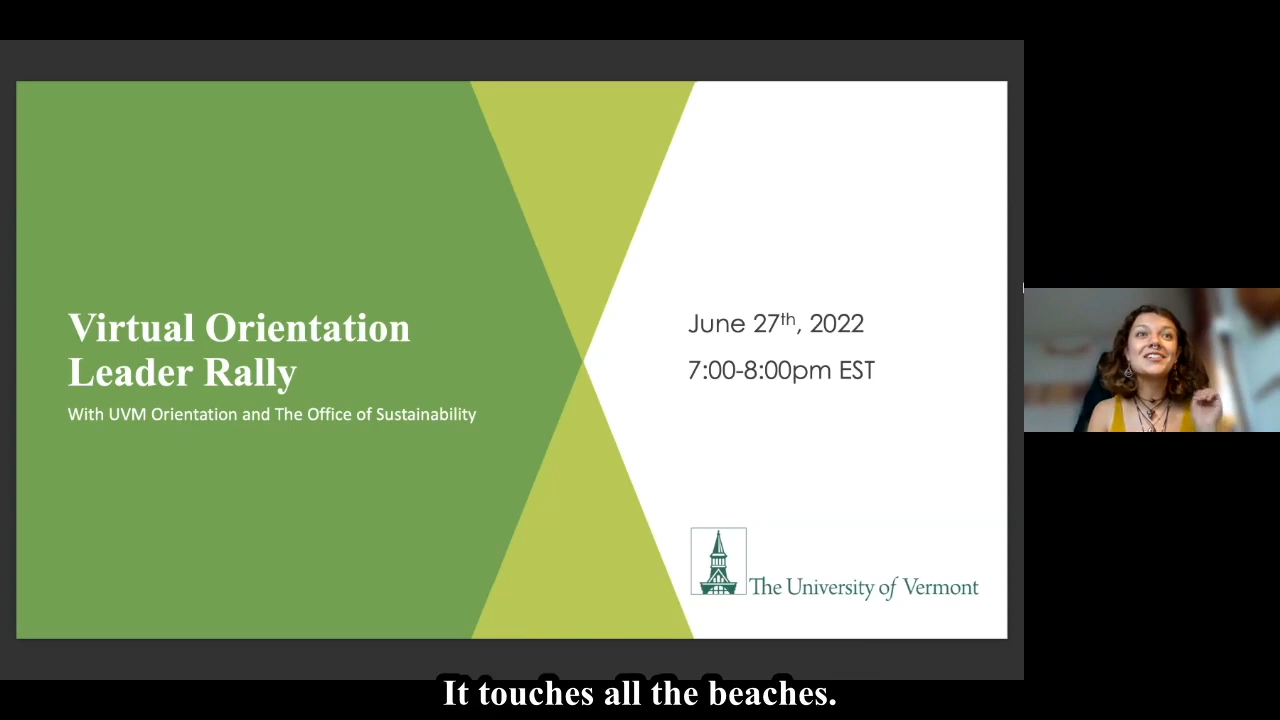 Virtual Orientation
Leader Rally
With UVM Orientation and The Office of Sustainability
June 27th, 2022
7:00-8:00pm EST
The University of Vermont
It touches all the beaches.